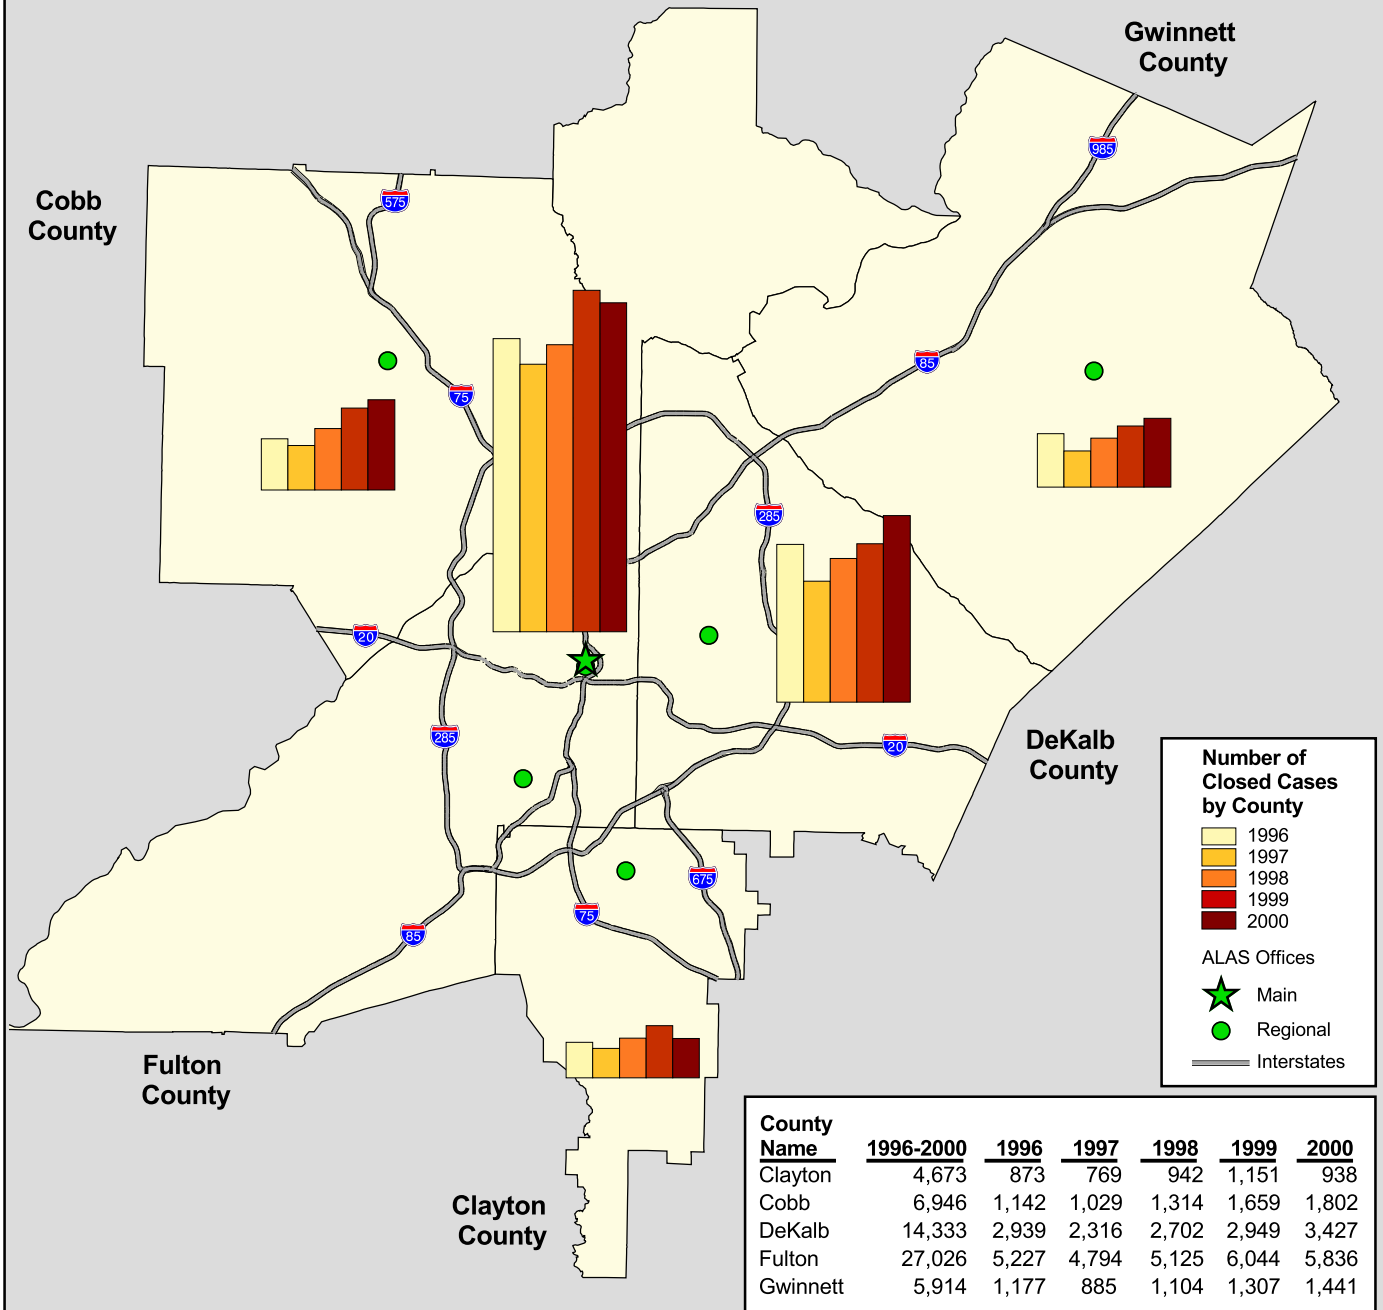 Gwinnett
County
985
Cobb
County
575
85
75
285
20
285
DeKalb
County
20
Number of
Closed Cases
by County
1996
1997
1998
1999
2000
ALAS Offices
Main
Regional
Interstates
675
75
85
Fulton
County
Clayton
County
County
Name 1996-2000 1996 1997 1998 1999 2000
Clayton 4,673 873 769 942 1,151 938
Cobb 6,946 1,142 1,029 1,314 1,659 1,802
DeKalb 14,333 2,939 2,316 2,702 2,949 3,427
Fulton 27,026 5,227 4,794 5,125 6,044 5,836
Gwinnett 5,914 1,177 885 1,104 1,307 1,441